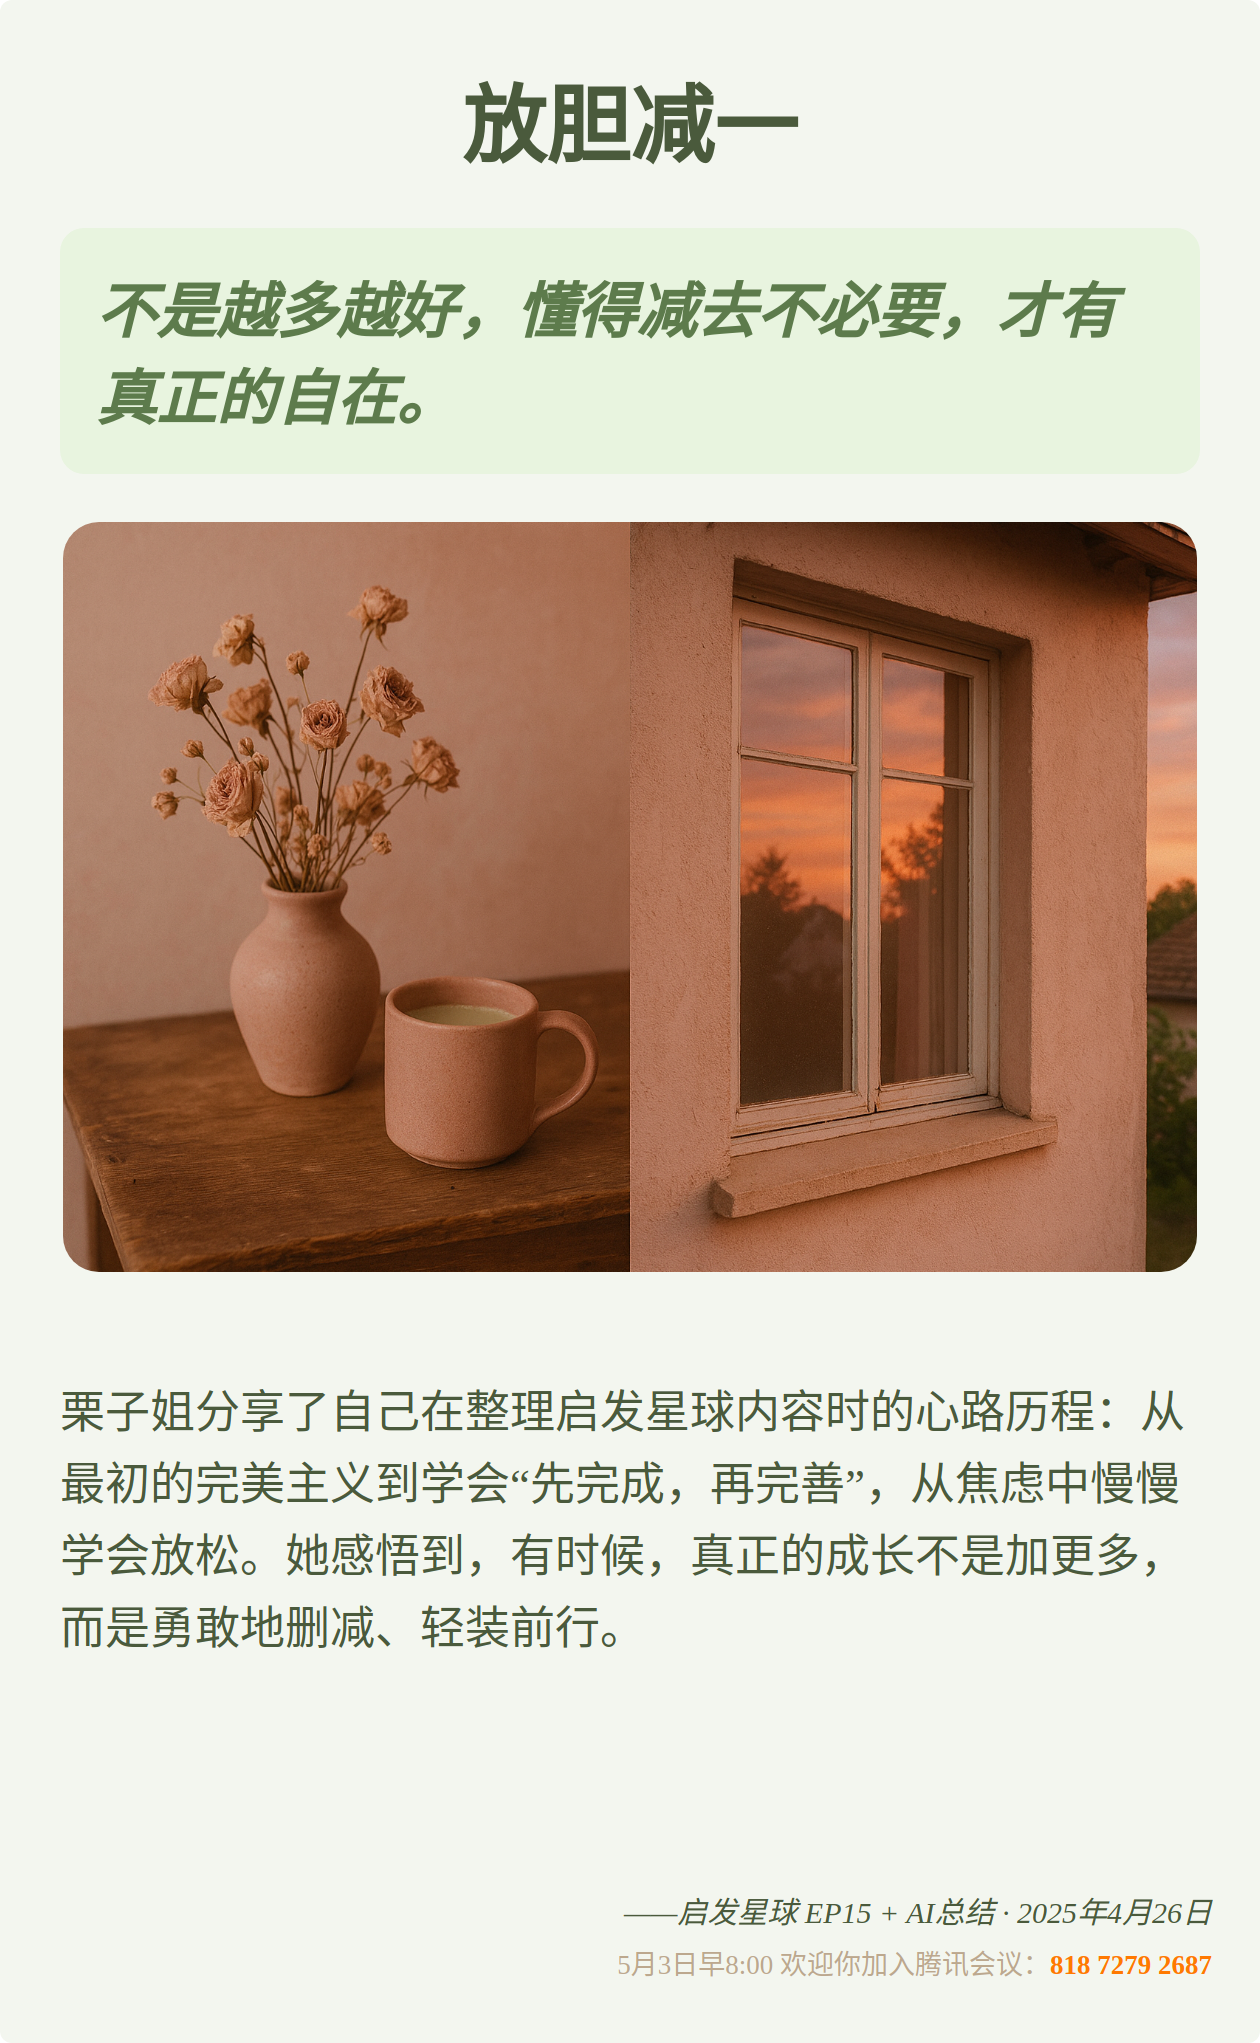 放胆减一
不是越多越好，懂得减去不必要，才有
真正的自在。
栗子姐分享了自己在整理启发星球内容时的心路历程：从
最初的完美主义到学会“先完成，再完善”，从焦虑中慢慢
学会放松。她感悟到，有时候，真正的成长不是加更多，
而是勇敢地删减、轻装前行。
——启发星球 EP15 + AI总结 · 2025年4月26日
5月3日早8:00 欢迎你加入腾讯会议：818 7279 2687